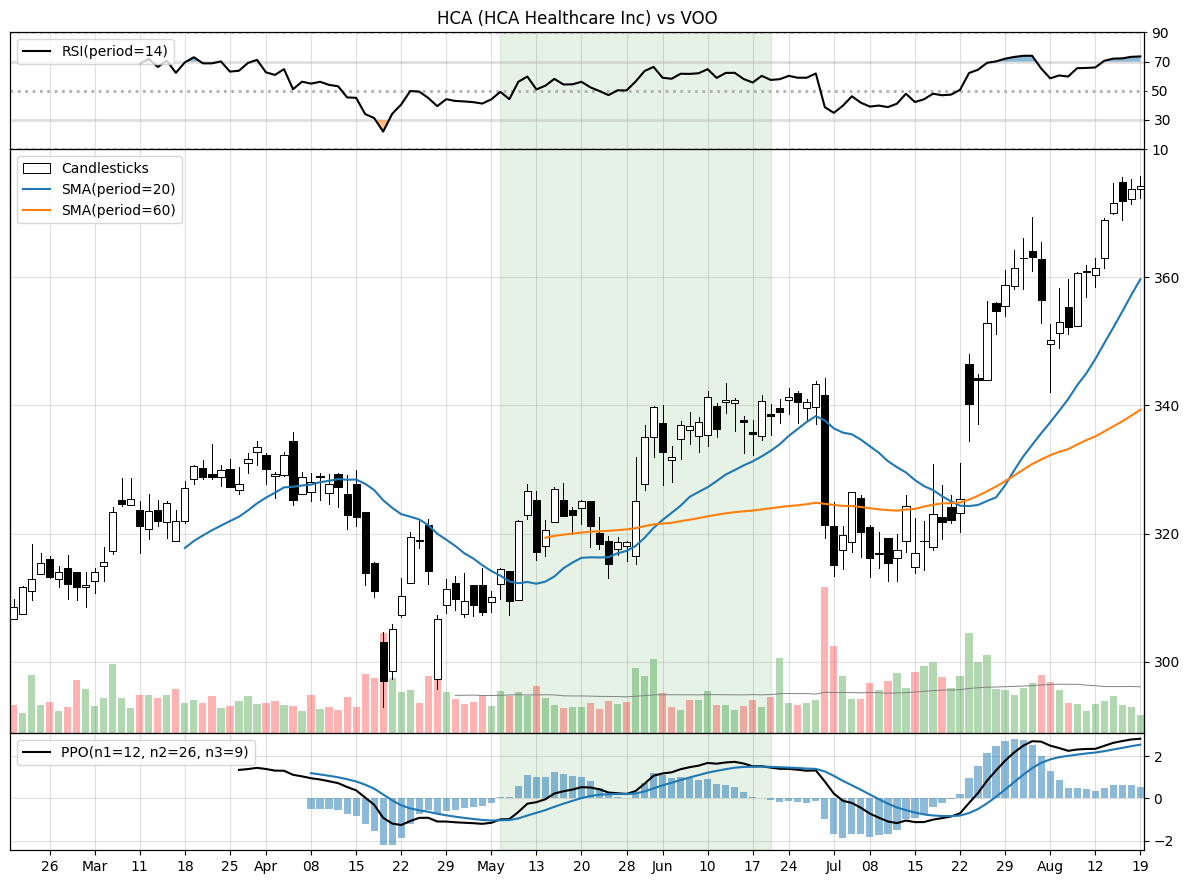 HCA (HCA Healthcare Inc) vs VOO
RSI(period=14)
90
70
50
30
10
Candlesticks
SMA(period=20)
SMA(period=60)
360
340
320
300
PPO(n1=12, n2=26, n3=9)
2
0
−2
26 Mar 11 18 25 Apr 08 15 22 29 May 13 20 28 Jun 10 17 24 Jul 08 15 22 29 Aug 12 19